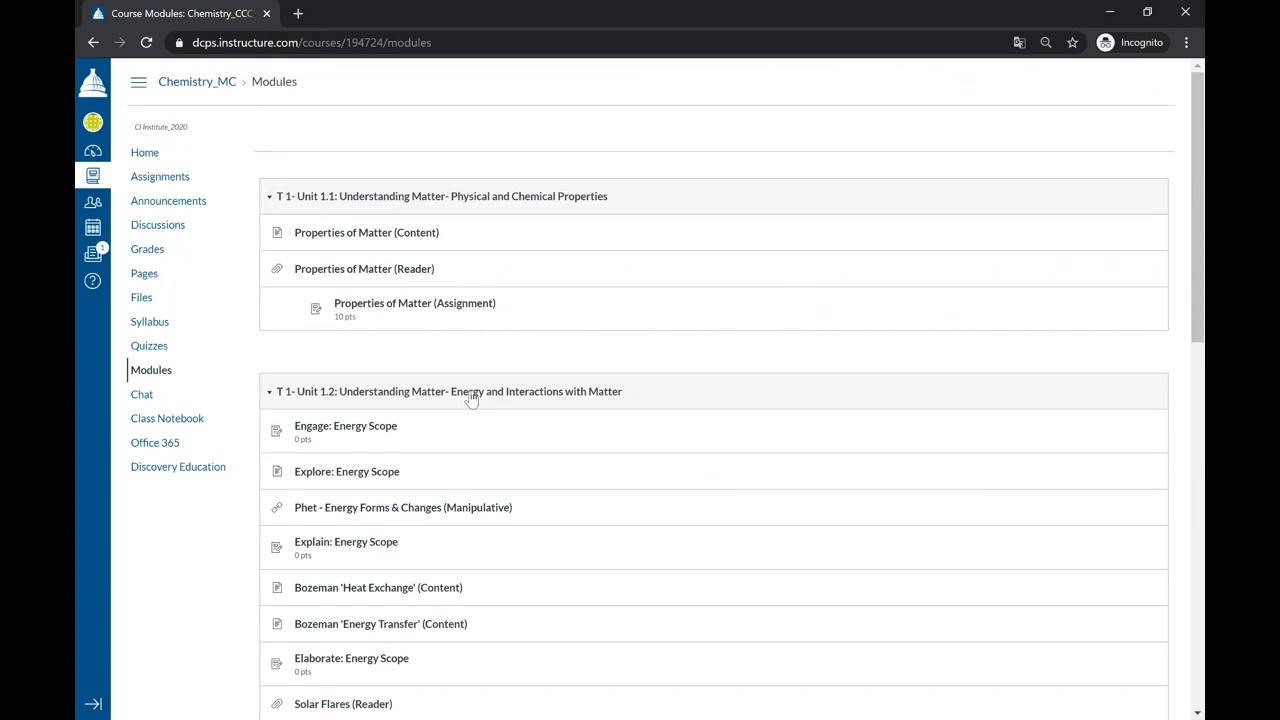 Course Modules: Chemistry_CCC
dcps.instructure.com/courses/194724/modules
Incognito
Chemistry_MC › Modules
CI Institute_2020
Home
Assignments
Announcements
Discussions
Grades
Pages
Files
Syllabus
Quizzes
Modules
Chat
Class Notebook
Office 365
Discovery Education
1
T 1- Unit 1.1: Understanding Matter- Physical and Chemical Properties
Properties of Matter (Content)
Properties of Matter (Reader)
Properties of Matter (Assignment)
10 pts
T 1- Unit 1.2: Understanding Matter- Energy and Interactions with Matter
Engage: Energy Scope
0 pts
Explore: Energy Scope
Phet - Energy Forms & Changes (Manipulative)
Explain: Energy Scope
0 pts
Bozeman 'Heat Exchange' (Content)
Bozeman 'Energy Transfer' (Content)
Elaborate: Energy Scope
0 pts
Solar Flares (Reader)